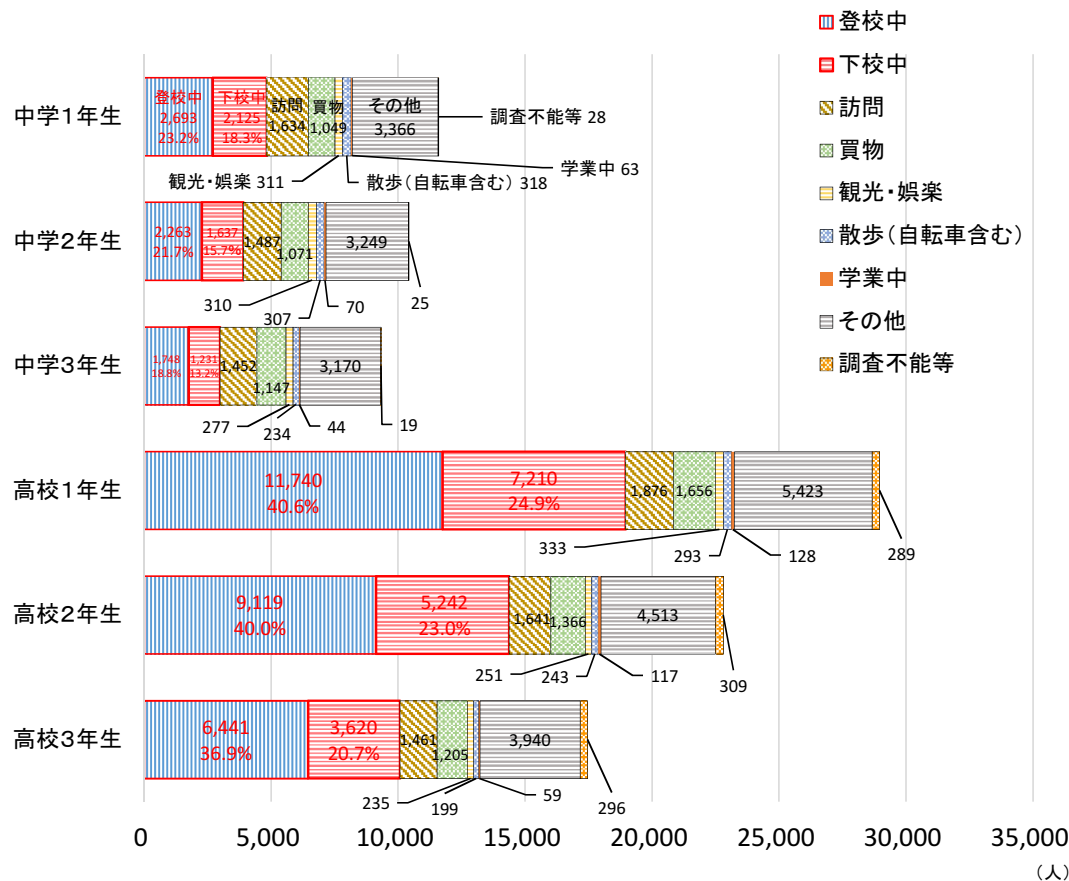 登校中
下校中
訪問
買物
観光・娯楽
散歩（自転車含む）
学業中
その他
調査不能等
中学1年生
登校中
2,693
23.2%
下校中
2,125
18.3%
訪問
1,634
買物
1,049
その他
3,366
調査不能等 28
学業中 63
観光・娯楽 311
散歩（自転車含む） 318
中学2年生
2,263
21.7%
1,637
15.7%
1,487
1,071
3,249
310
307
70
25
中学3年生
1,748
18.8%
1,231
13.2%
1,452
1,147
3,170
277
234
44
19
高校1年生
11,740
40.6%
7,210
24.9%
1,876
1,656
5,423
333
293
128
289
高校2年生
9,119
40.0%
5,242
23.0%
1,641
1,366
4,513
251
243
117
309
高校3年生
6,441
36.9%
3,620
20.7%
1,461
1,205
3,940
235
199
59
296
0 5,000 10,000 15,000 20,000 25,000 30,000 35,000
（人）